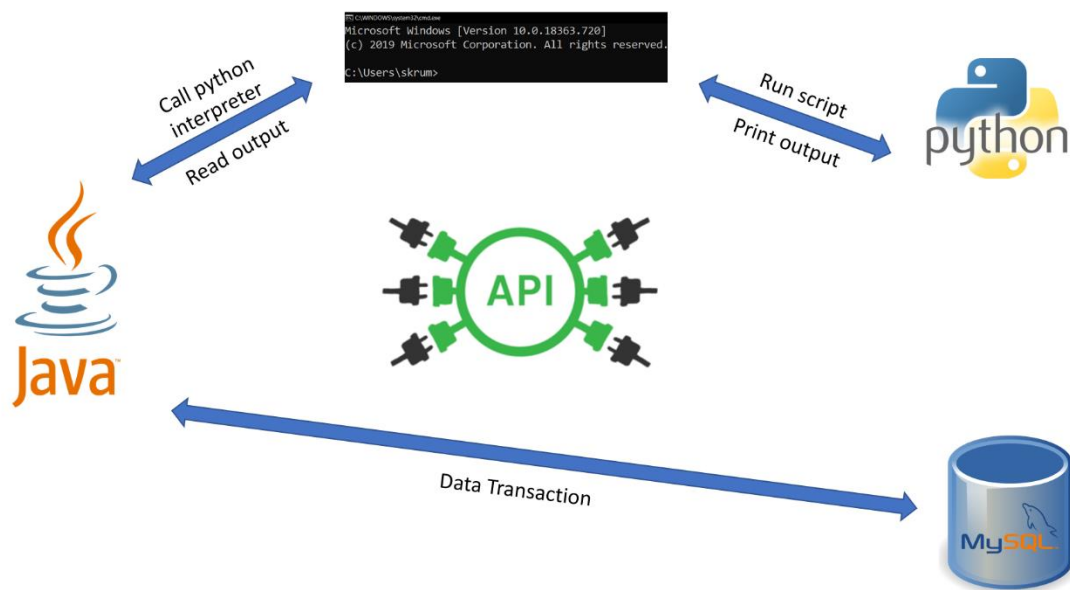 C:\WINDOWS\system32\cmd.exe
Microsoft Windows [Version 10.0.18363.720]
(c) 2019 Microsoft Corporation. All rights reserved.
C:\Users\skrum>
Call python
interpreter
Read output
Run script
Print output
python
API
Java™
Data Transaction
MySQL